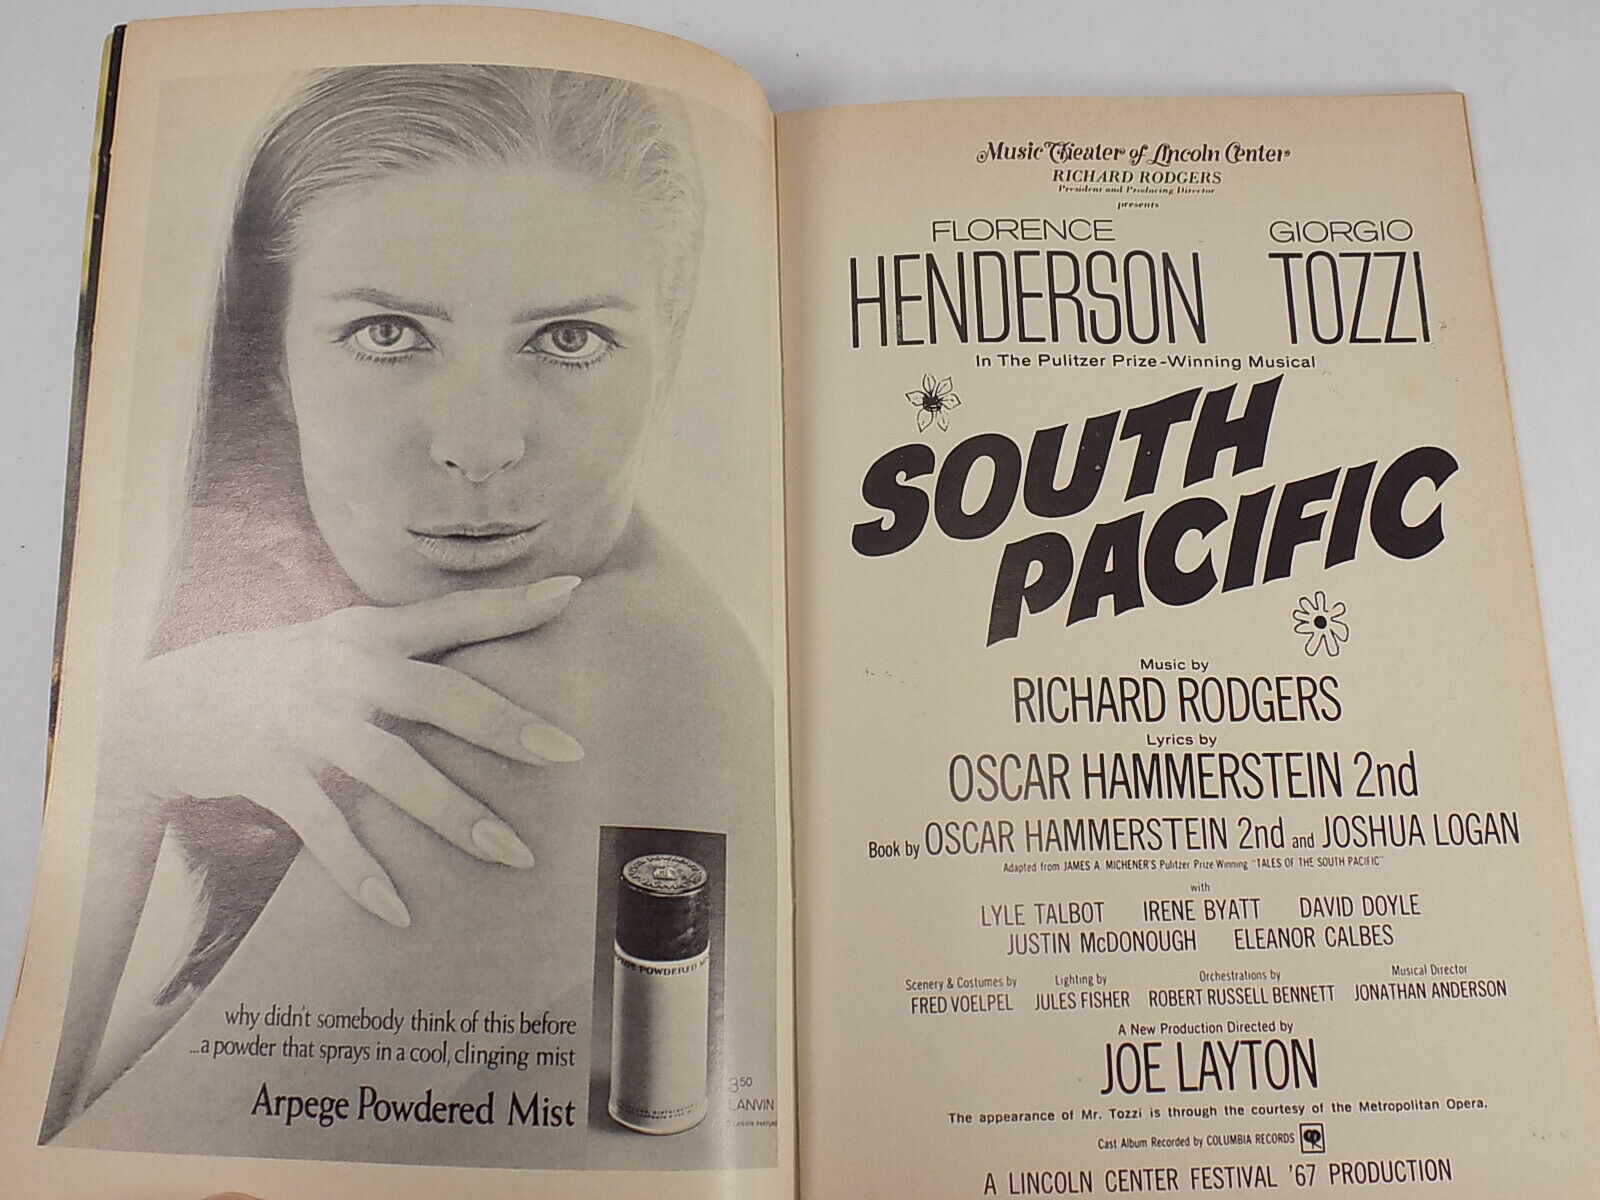 why didn't somebody think of this before
...a powder that sprays in a cool, clinging mist
Arpege Powdered Mist
POWDERED
350
LANVIN
Music Theater of Lincoln Center
RICHARD RODGERS
President and Producing Director
presents
FLORENCE
HENDERSON
GIORGIO
TOZZI
In The Pulitzer Prize-Winning Musical
SOUTH
PACIFIC
Music by
RICHARD RODGERS
Lyrics by
OSCAR HAMMERSTEIN 2nd
Book by OSCAR HAMMERSTEIN 2nd and JOSHUA LOGAN
Adapted from JAMES A. MICHENER'S Pulitzer Prize Winning "TALES OF THE SOUTH PACIFIC"
with
LYLE TALBOT IRENE BYATT DAVID DOYLE
JUSTIN McDONOUGH ELEANOR CALBES
Scenery & Costumes by
FRED VOELPEL
Lighting by
JULES FISHER
Orchestrations by
ROBERT RUSSELL BENNETT
Musical Director
JONATHAN ANDERSON
A New Production Directed by
JOE LAYTON
The appearance of Mr. Tozzi is through the courtesy of the Metropolitan Opera.
Cast Album Recorded by COLUMBIA RECORDS
A LINCOLN CENTER FESTIVAL '67 PRODUCTION